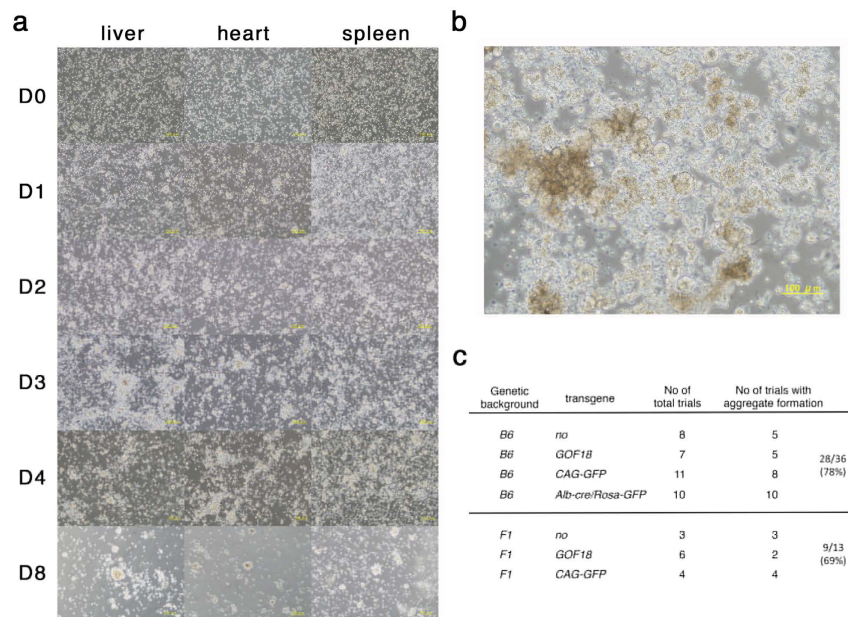 a
liver heart spleen
D0
D1
D2
D3
D4
D8
b
100 μm
c
Genetic background transgene No of total trials No of trials with aggregate formation
B6 no 8 5
B6 GOF18 7 5
B6 CAG-GFP 11 8
B6 Alb-cre/Rosa-GFP 10 10
28/36
(78%)
F1 no 3 3
F1 GOF18 6 2
F1 CAG-GFP 4 4
9/13
(69%)